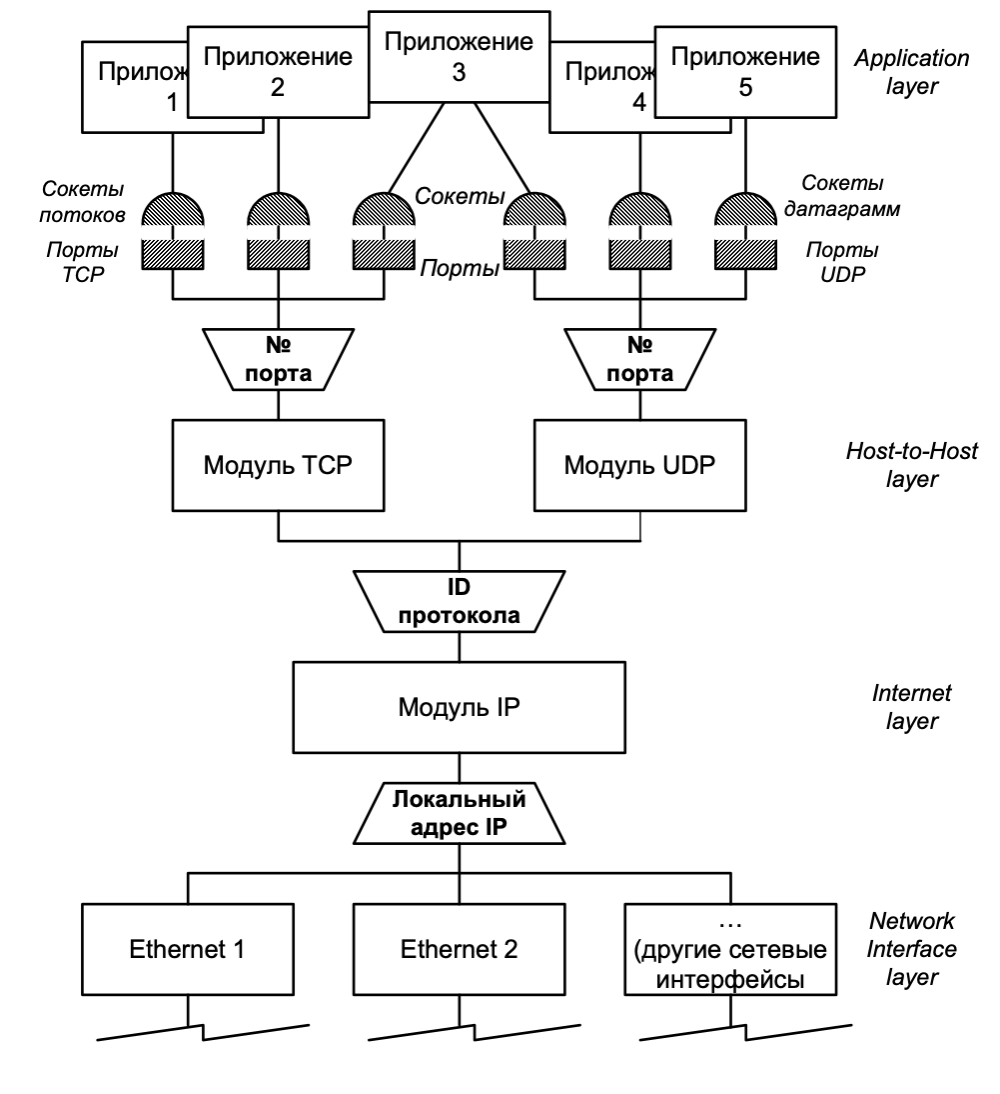 Прилож
1
Приложение
2
Приложение
3
Прилож
4
Приложение
5
Application
layer
Сокеты
потоков
Сокеты
Сокеты
датаграмм
Порты
TCP
Порты
Порты
UDP
№
порта
№
порта
Модуль TCP
Модуль UDP
Host-to-Host
layer
ID
протокола
Модуль IP
Internet
layer
Локальный
адрес IP
Ethernet 1
Ethernet 2
...
(другие сетевые
интерфейсы
Network
Interface
layer